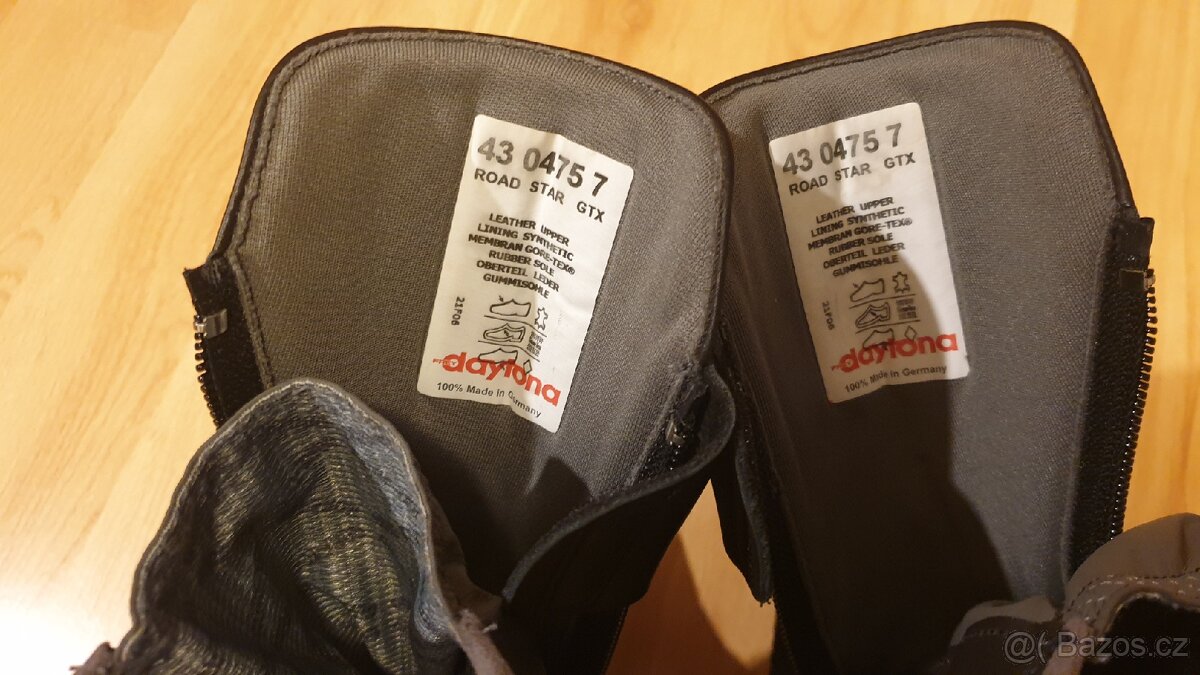 43 0475 7
ROAD STAR GTX
LEATHER UPPER
LINING SYNTHETIC
MEMBRAN GORE-TEX®
RUBBER SOLE
OBERTEIL LEDER
GUMMISOHLE
21F06
daytona
100% Made in Germany
43 0475 7
ROAD STAR GTX
LEATHER UPPER
LINING SYNTHETIC
MEMBRAN GORE-TEX®
RUBBER SOLE
OBERTEIL LEDER
GUMMISOHLE
21F06
daytona
100% Made in Germany
@( Bazos.cz